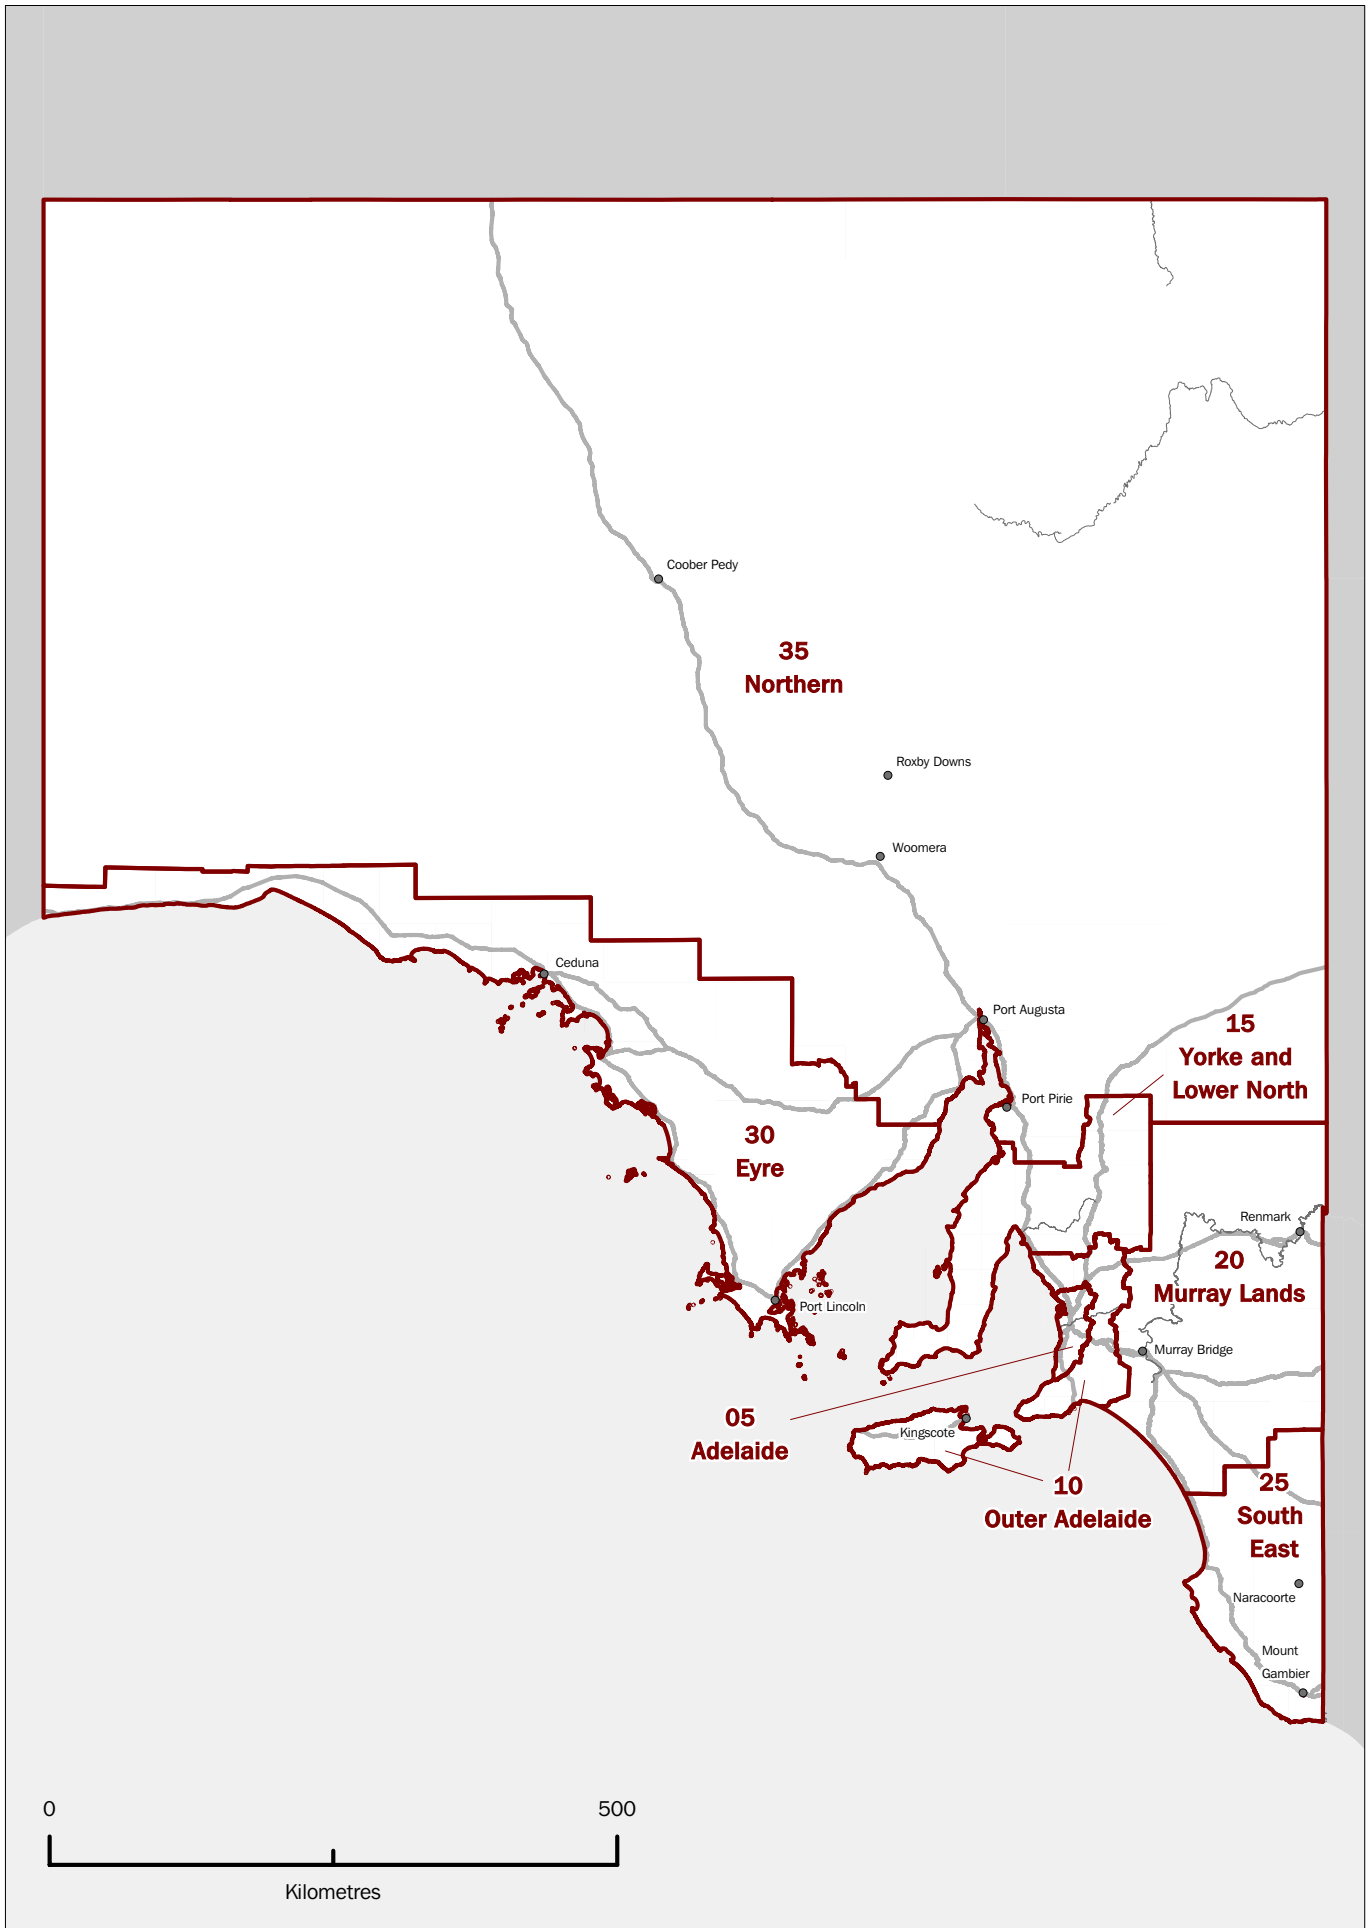 Coober Pedy
35
Northern
Roxby Downs
Woomera
Ceduna
Port Augusta
15
Yorke and
Lower North
Port Pirie
30
Eyre
Renmark
20
Murray Lands
Port Lincoln
Murray Bridge
05
Adelaide
Kingscote
10
Outer Adelaide
25
South
East
Naracoorte
Mount
Gambier
0 500
Kilometres